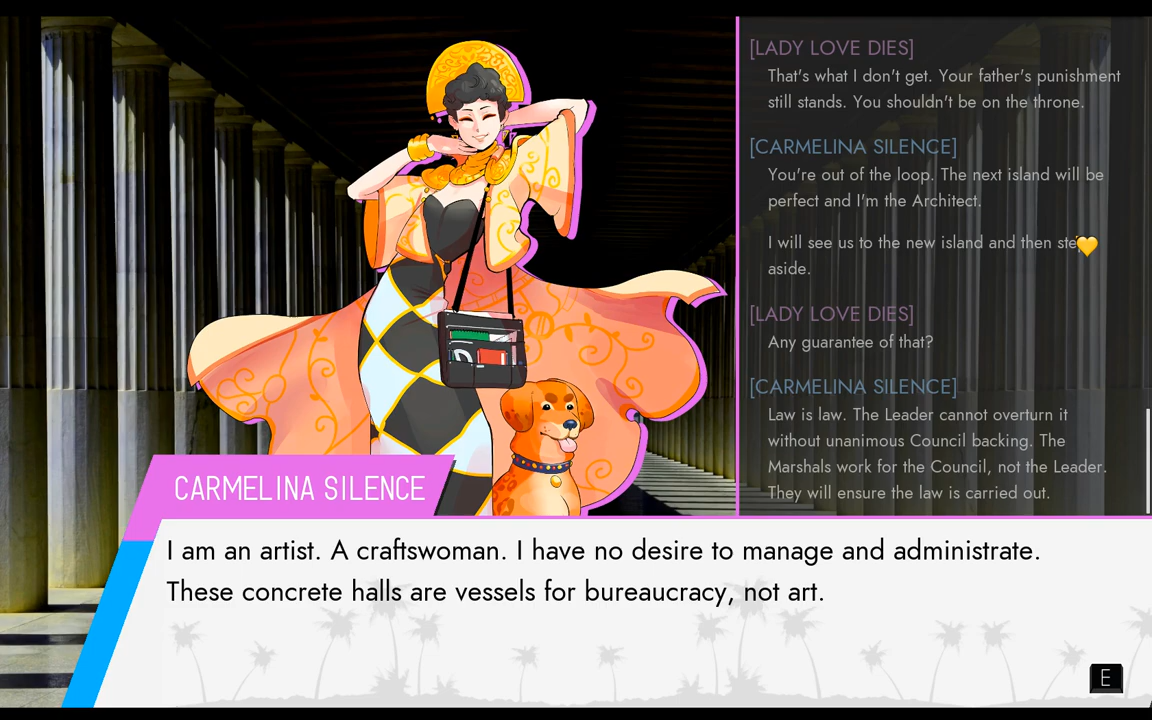 [LADY LOVE DIES]
That's what I don't get. Your father's punishment
still stands. You shouldn't be on the throne.
[CARMELINA SILENCE]
You're out of the loop. The next island will be
perfect and I'm the Architect.
I will see us to the new island and then
aside.
[LADY LOVE DIES]
Any guarantee of that?
[CARMELINA SILENCE]
Law is law. The Leader cannot overturn it
without unanimous Council backing. The
Marshals work for the Council, not the Leader.
They will ensure the law is carried out.
CARMELINA SILENCE
I am an artist. A craftswoman. I have no desire to manage and administrate.
These concrete halls are vessels for bureaucracy, not art.
E